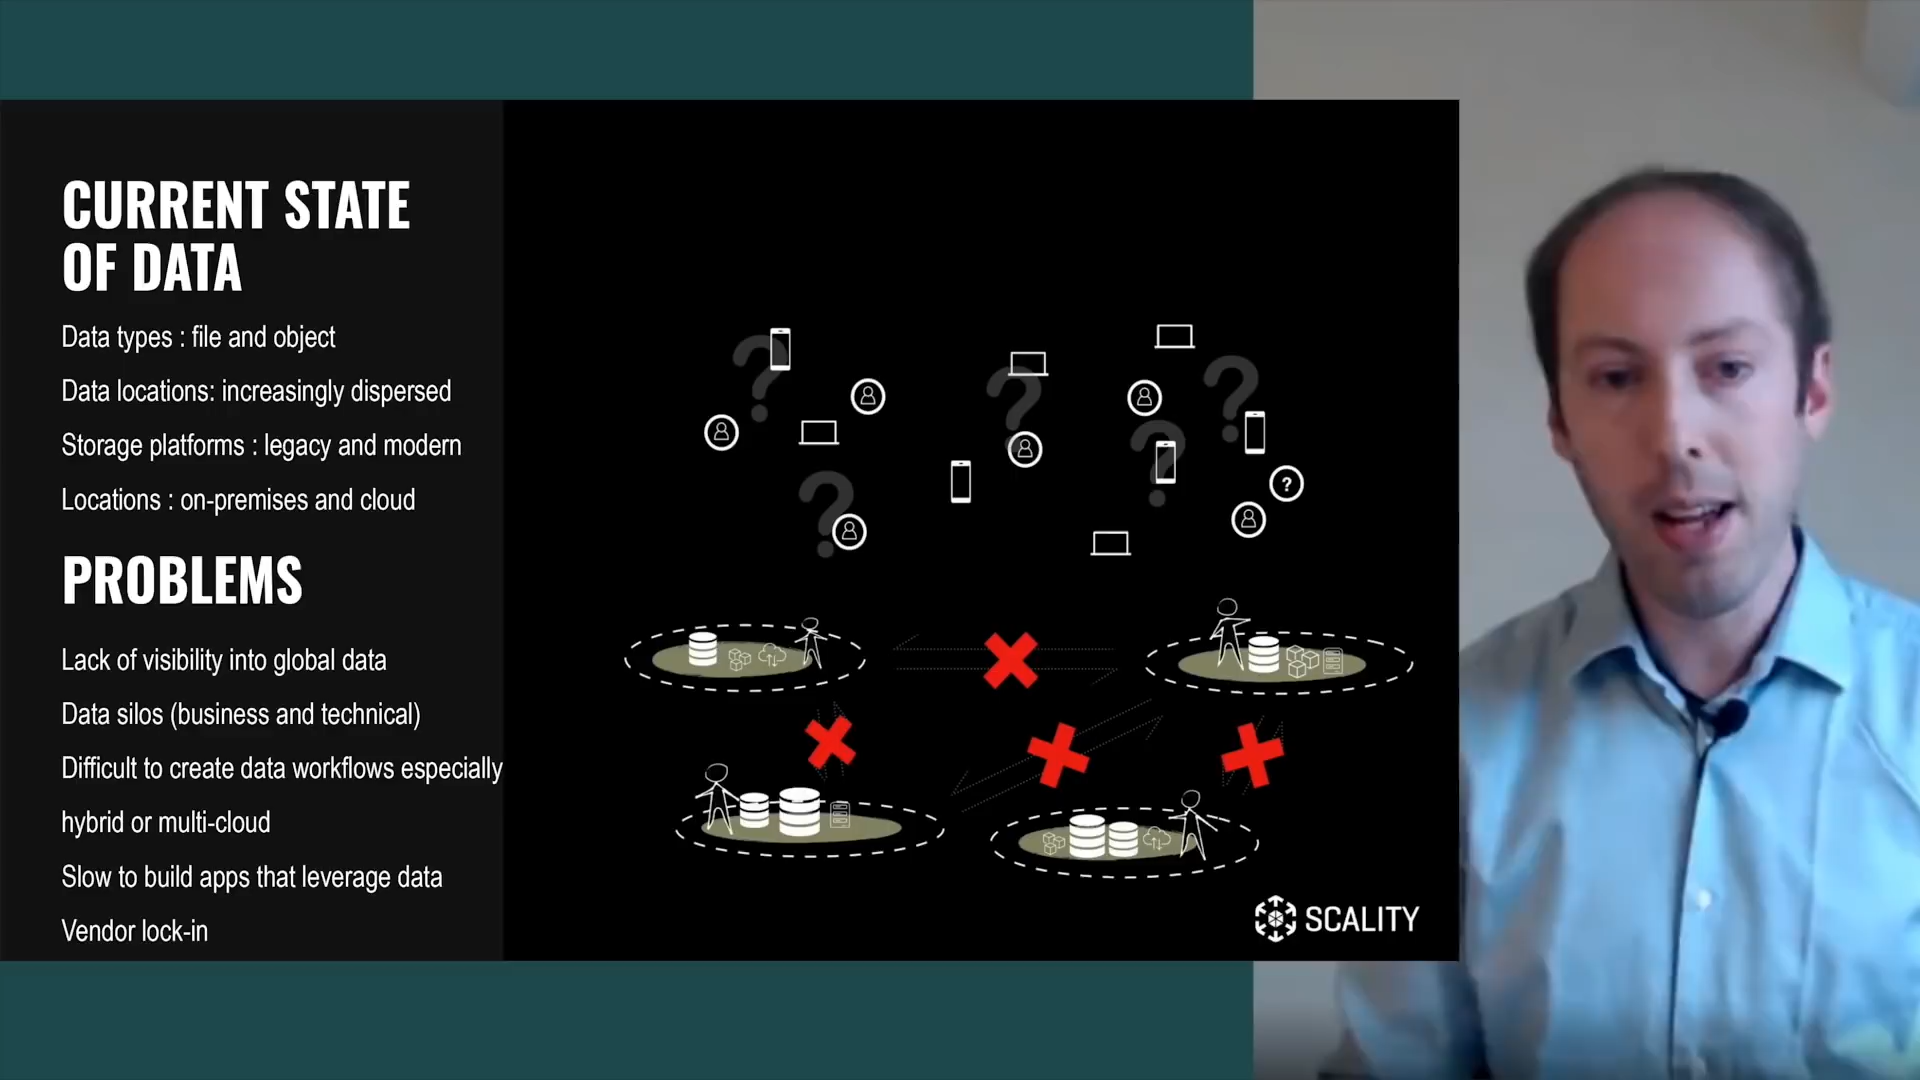 CURRENT STATE
OF DATA
Data types : file and object
Data locations: increasingly dispersed
Storage platforms : legacy and modern
Locations : on-premises and cloud
PROBLEMS
Lack of visibility into global data
Data silos (business and technical)
Difficult to create data workflows especially
hybrid or multi-cloud
Slow to build apps that leverage data
Vendor lock-in
? ? ? ? ? ?
SCALITY